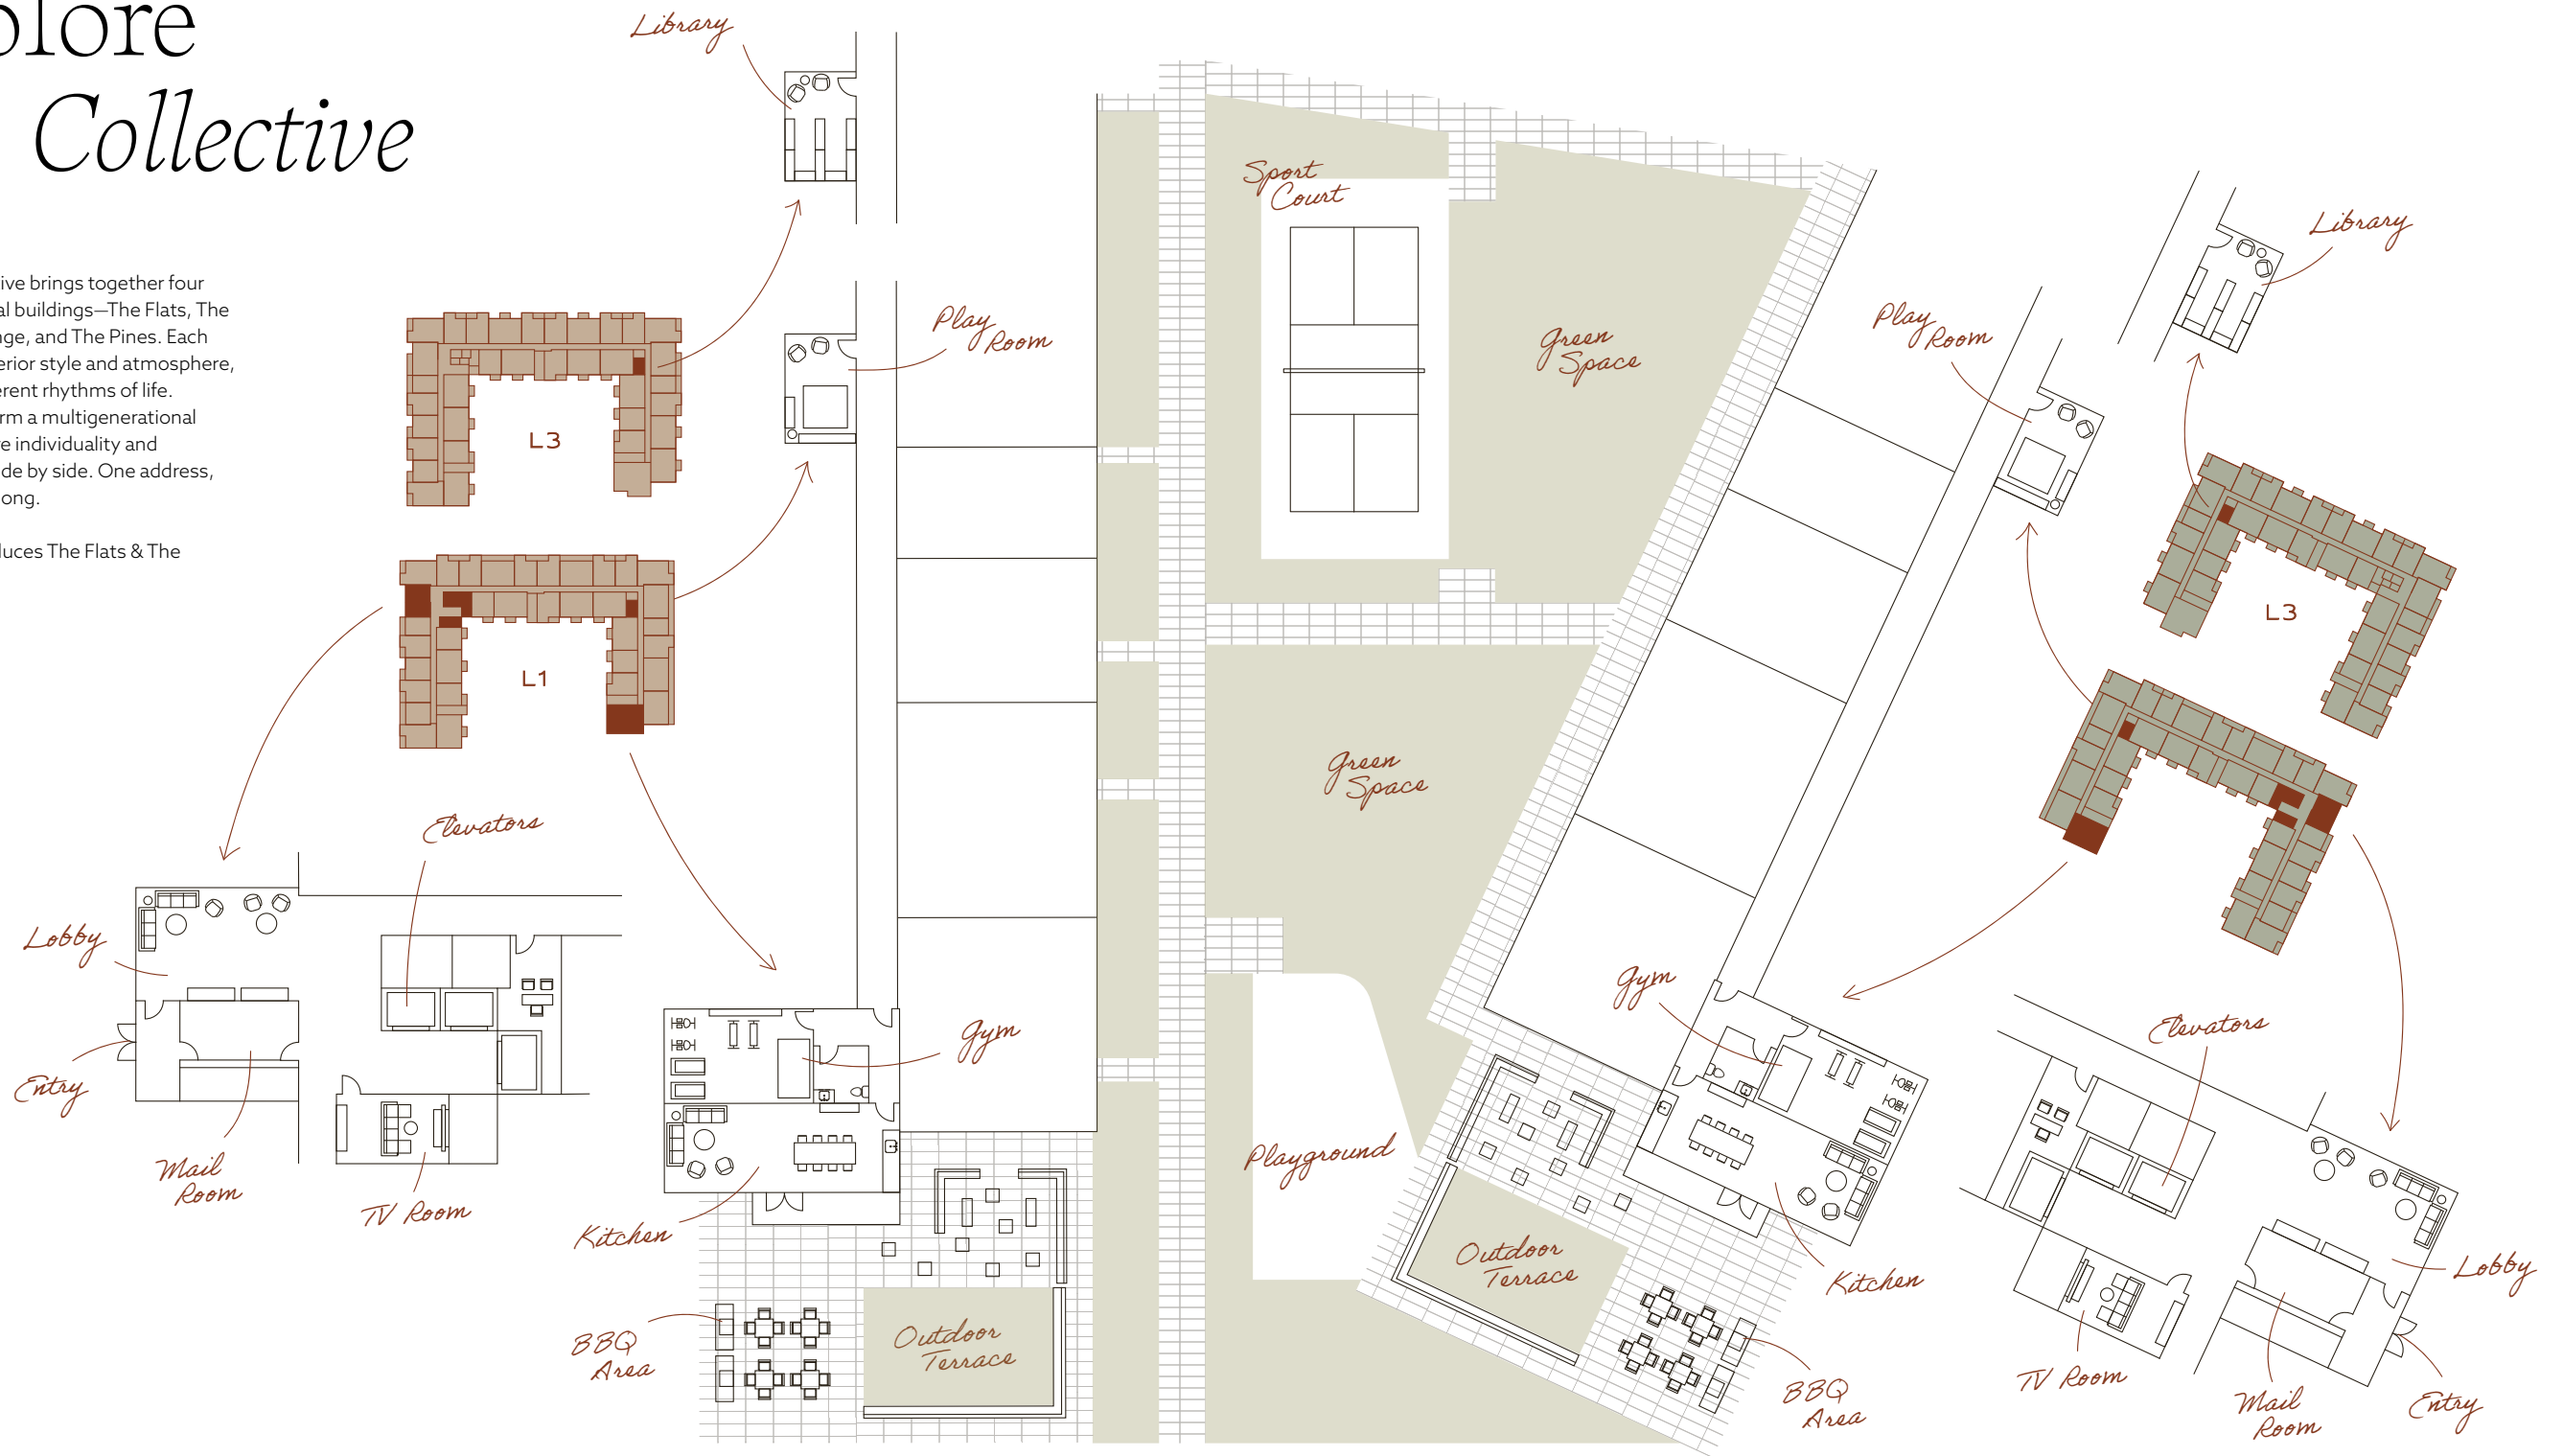 plore
Collective
ive brings together four
al buildings—The Flats, The
nge, and The Pines. Each
erior style and atmosphere,
erent rhythms of life.
rm a multigenerational
re individuality and
de by side. One address,
ong.
duces The Flats & The
Library
Play
Room
L3
L1
Elevators
Lobby
Entry
Mail
Room
TV Room
Gym
Kitchen
BBQ
Area
Outdoor
Terrace
Sport
Court
Green
Space
Green
Space
Playground
Outdoor
Terrace
Gym
Kitchen
BBQ
Area
Play
Room
Library
L3
Elevators
Lobby
TV Room
Mail
Room
Entry